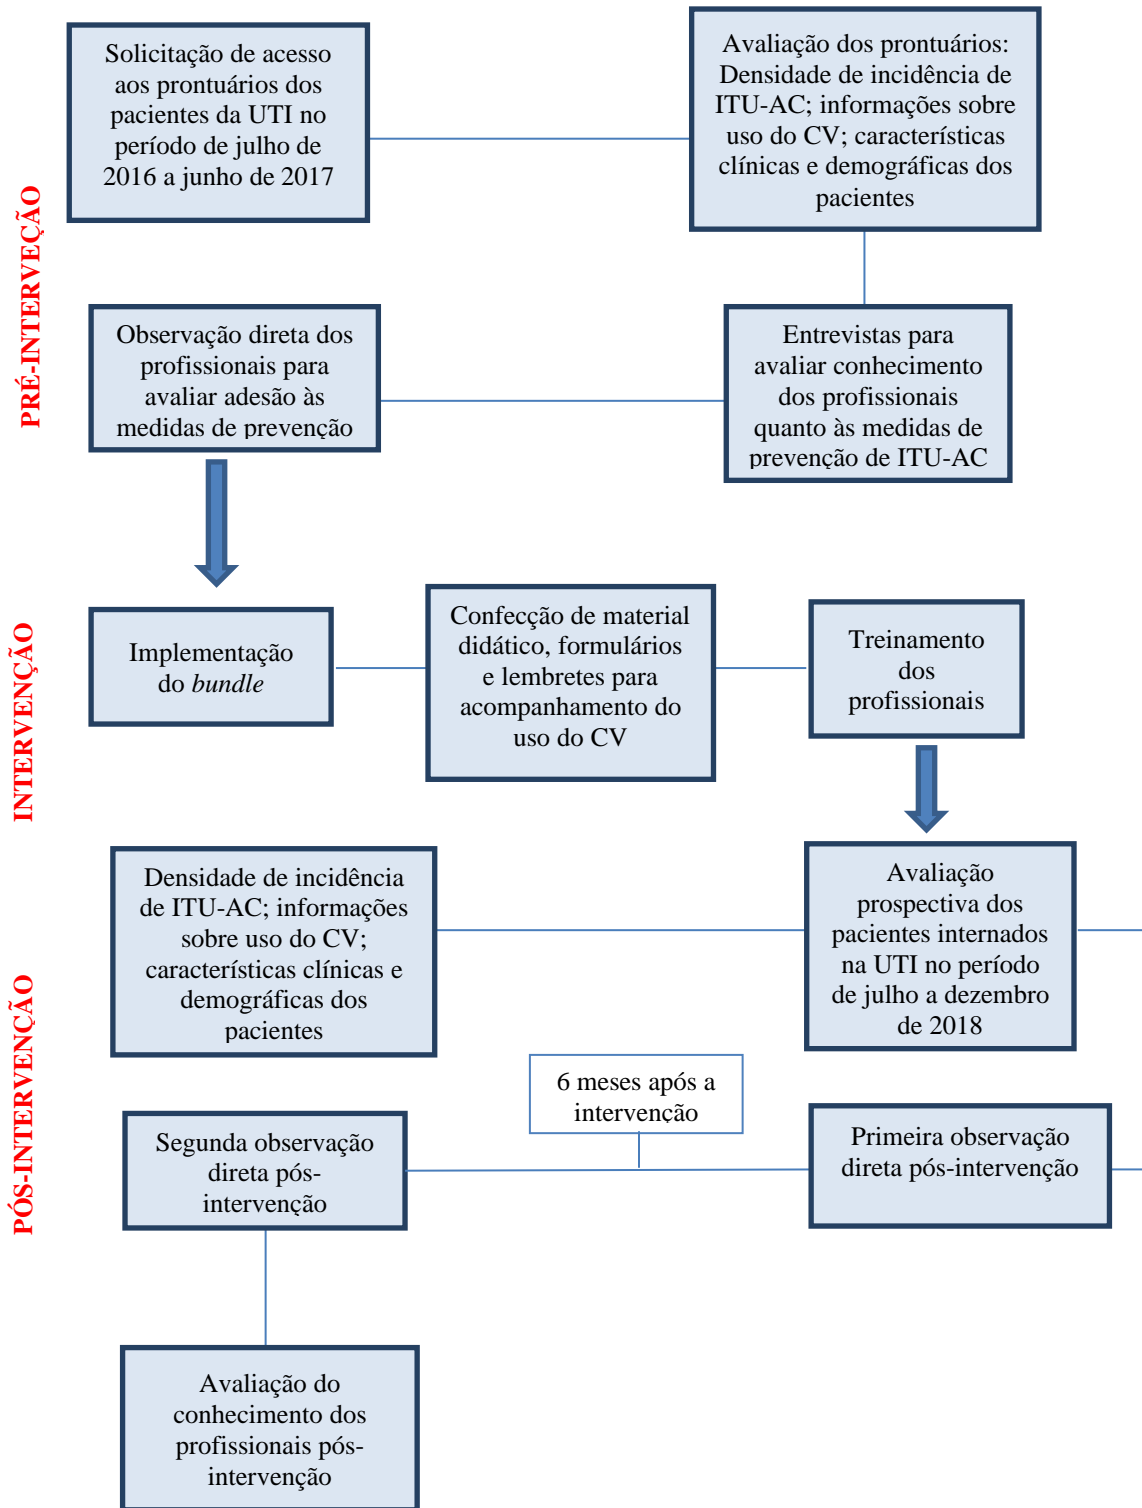 PRÉ-INTERVEÇÃO
Solicitação de acesso
aos prontuários dos
pacientes da UTI no
período de julho de
2016 a junho de 2017
Avaliação dos prontuários:
Densidade de incidência de
ITU-AC; informações sobre
uso do CV; características
clínicas e demográficas dos
pacientes
Observação direta dos
profissionais para
avaliar adesão às
medidas de prevenção
Entrevistas para
avaliar conhecimento
dos profissionais
quanto às medidas de
prevenção de ITU-AC
INTERVENÇÃO
Implementação
do bundle
Confecção de material
didático, formulários
e lembretes para
acompanhamento do
uso do CV
Treinamento
dos
profissionais
PÓS-INTERVENÇÃO
Densidade de incidência
de ITU-AC; informações
sobre uso do CV;
características clínicas e
demográficas dos
pacientes
Avaliação
prospectiva dos
pacientes internados
na UTI no período
de julho a dezembro
de 2018
6 meses após a
intervenção
Segunda observação
direta pós-
intervenção
Primeira observação
direta pós-intervenção
Avaliação do
conhecimento dos
profissionais pós-
intervenção